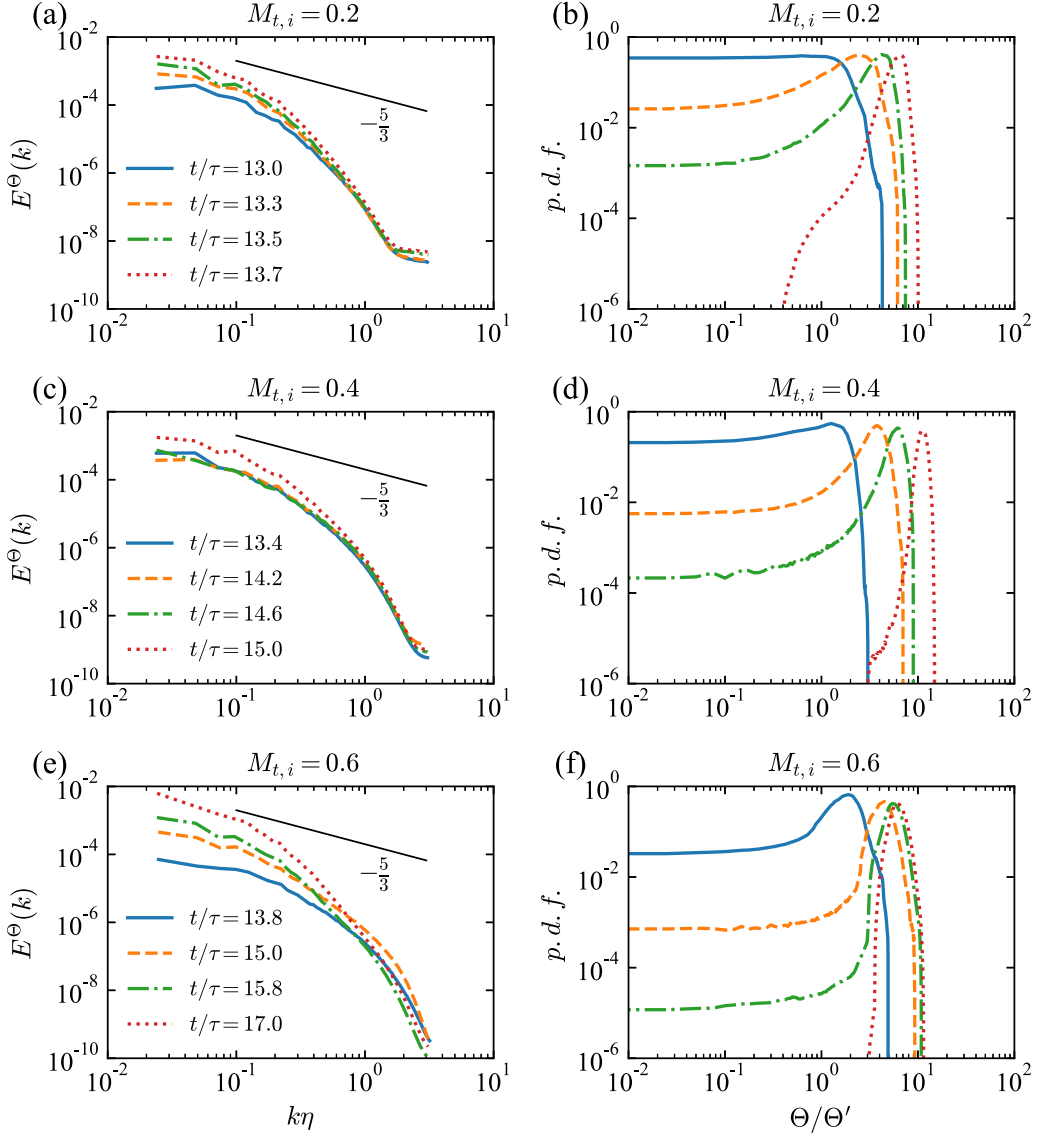 (a) M_{t, i} = 0.2
10^{-2}
10^{-4}
10^{-6}
10^{-8}
10^{-10}
E^Θ(k)
-5/3
t/τ = 13.0
t/τ = 13.3
t/τ = 13.5
t/τ = 13.7
10^{-2} 10^{-1} 10^0 10^1
(b) M_{t, i} = 0.2
10^0
10^{-2}
10^{-4}
10^{-6}
p. d. f.
10^{-2} 10^{-1} 10^0 10^1 10^2
(c) M_{t, i} = 0.4
10^{-2}
10^{-4}
10^{-6}
10^{-8}
10^{-10}
E^Θ(k)
-5/3
t/τ = 13.4
t/τ = 14.2
t/τ = 14.6
t/τ = 15.0
10^{-2} 10^{-1} 10^0 10^1
(d) M_{t, i} = 0.4
10^0
10^{-2}
10^{-4}
10^{-6}
p. d. f.
10^{-2} 10^{-1} 10^0 10^1 10^2
(e) M_{t, i} = 0.6
10^{-2}
10^{-4}
10^{-6}
10^{-8}
10^{-10}
E^Θ(k)
-5/3
t/τ = 13.8
t/τ = 15.0
t/τ = 15.8
t/τ = 17.0
10^{-2} 10^{-1} 10^0 10^1
kη
(f) M_{t, i} = 0.6
10^0
10^{-2}
10^{-4}
10^{-6}
p. d. f.
10^{-2} 10^{-1} 10^0 10^1 10^2
Θ/Θ′